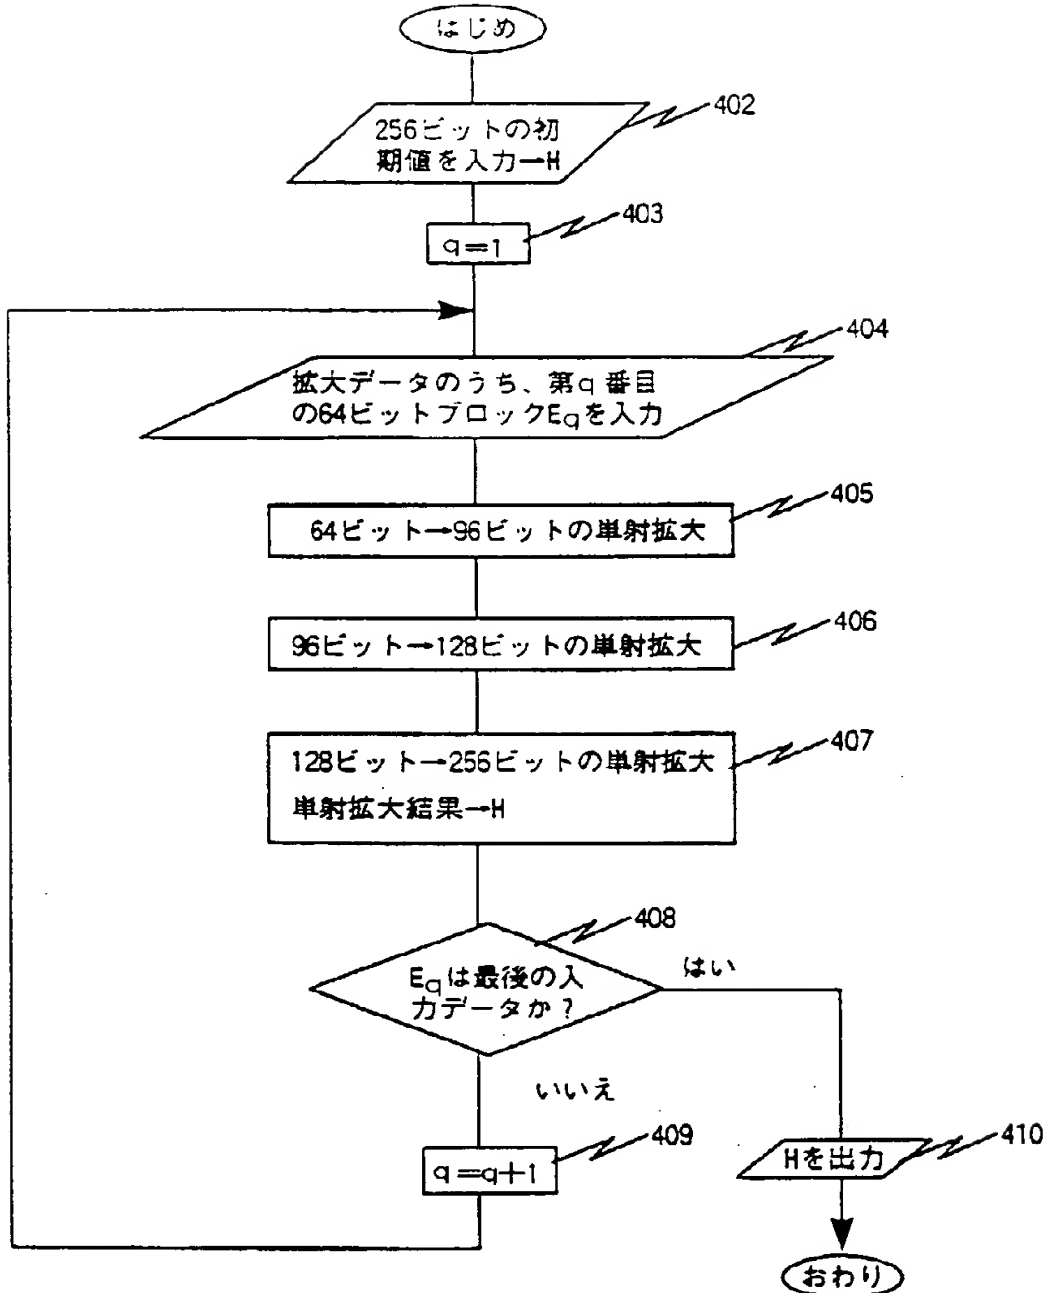 はじめ
402
256ビットの初
期値を入力→H
403
q=1
404
拡大データのうち、第q番目
の64ビットブロックEqを入力
405
64ビット→96ビットの単射拡大
406
96ビット→128ビットの単射拡大
407
128ビット→256ビットの単射拡大
単射拡大結果→H
408
Eqは最後の入
力データか?
はい
いいえ
409
q=q+1
410
Hを出力
おわり